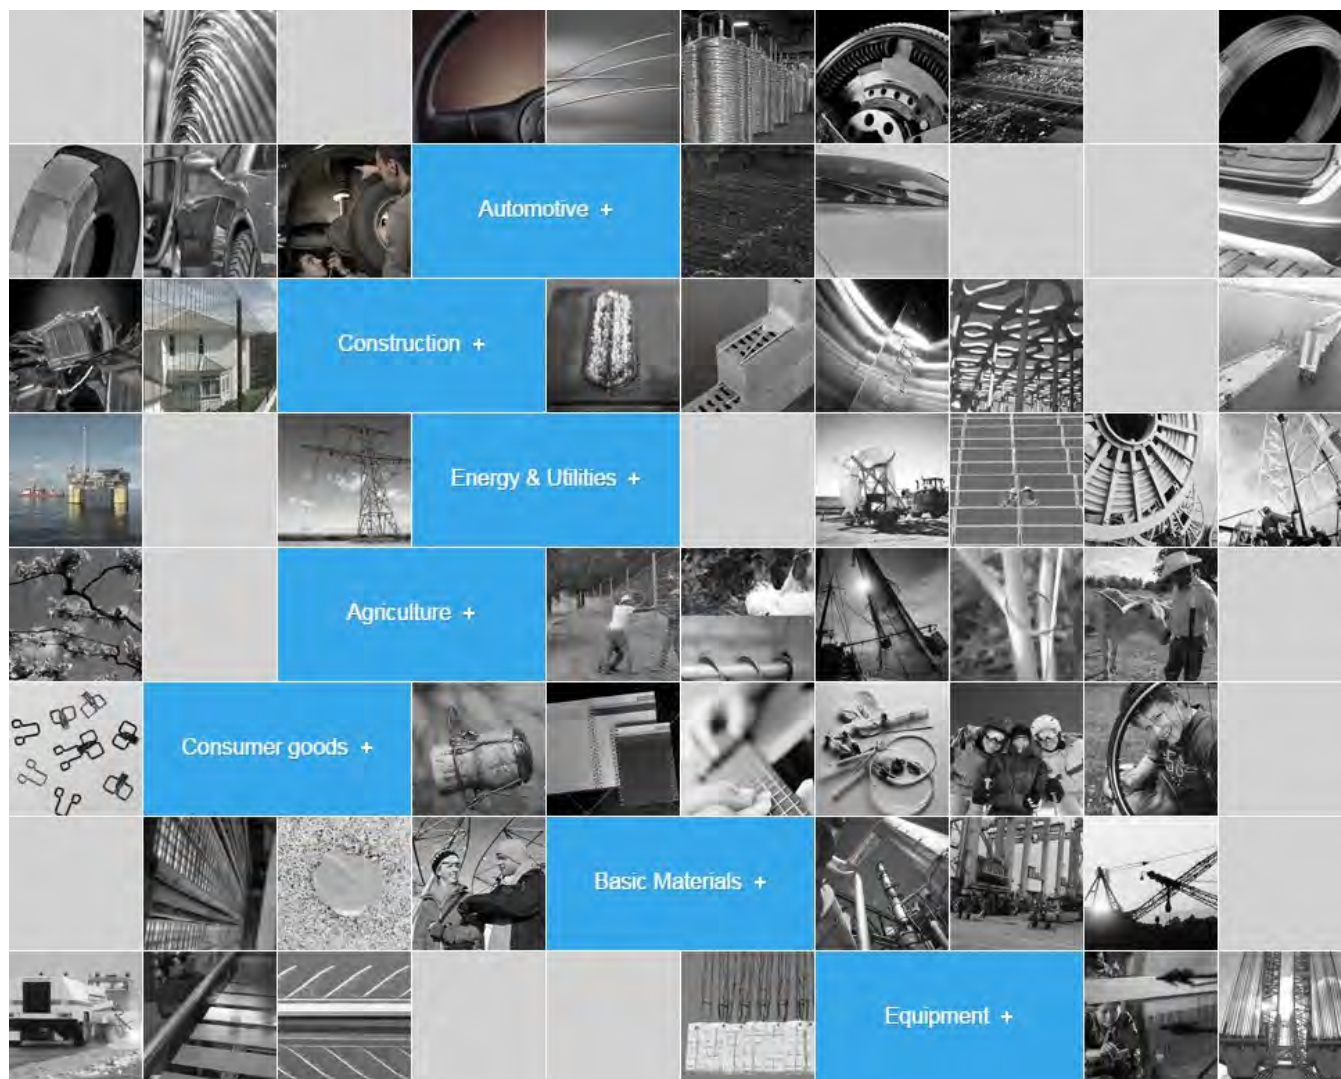 Automotive +
Construction +
Energy & Utilities +
Agriculture +
Consumer goods +
Basic Materials +
Equipment +